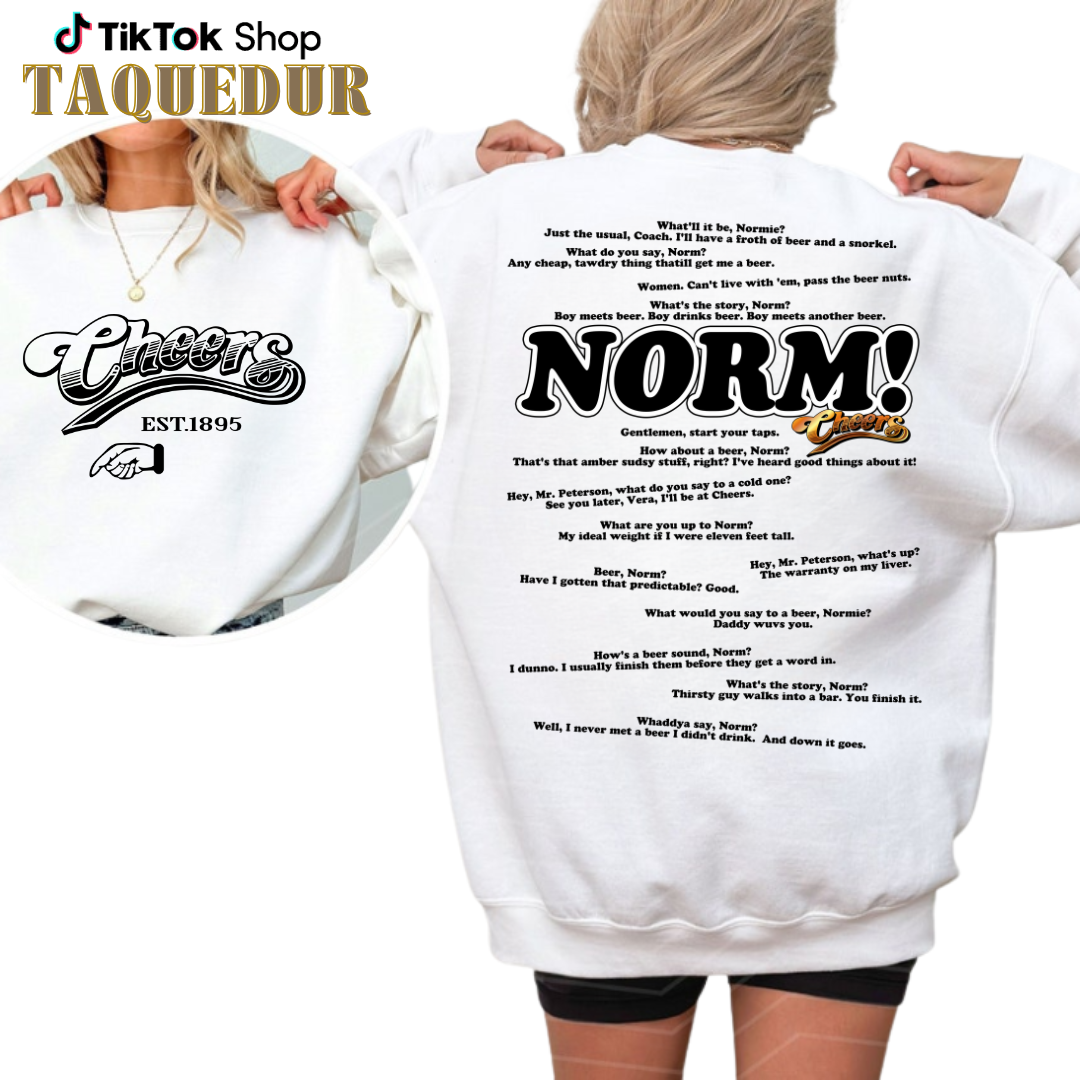 TikTok Shop
TAQUEDUR
Cheers
EST.1895
What'll it be, Normie?
Just the usual, Coach. I'll have a froth of beer and a snorkel.
What do you say, Norm?
Any cheap, tawdry thing thatill get me a beer.
Women. Can't live with 'em, pass the beer nuts.
What's the story, Norm?
Boy meets beer. Boy drinks beer. Boy meets another beer.
NORM!
Cheers
Gentlemen, start your taps.
How about a beer, Norm?
That's that amber sudsy stuff, right? I've heard good things about it!
Hey, Mr. Peterson, what do you say to a cold one?
See you later, Vera, I'll be at Cheers.
What are you up to Norm?
My ideal weight if I were eleven feet tall.
Hey, Mr. Peterson, what's up?
The warranty on my liver.
Beer, Norm?
Have I gotten that predictable? Good.
What would you say to a beer, Normie?
Daddy wuvs you.
How's a beer sound, Norm?
I dunno. I usually finish them before they get a word in.
What's the story, Norm?
Thirsty guy walks into a bar. You finish it.
Whaddya say, Norm?
Well, I never met a beer I didn't drink. And down it goes.